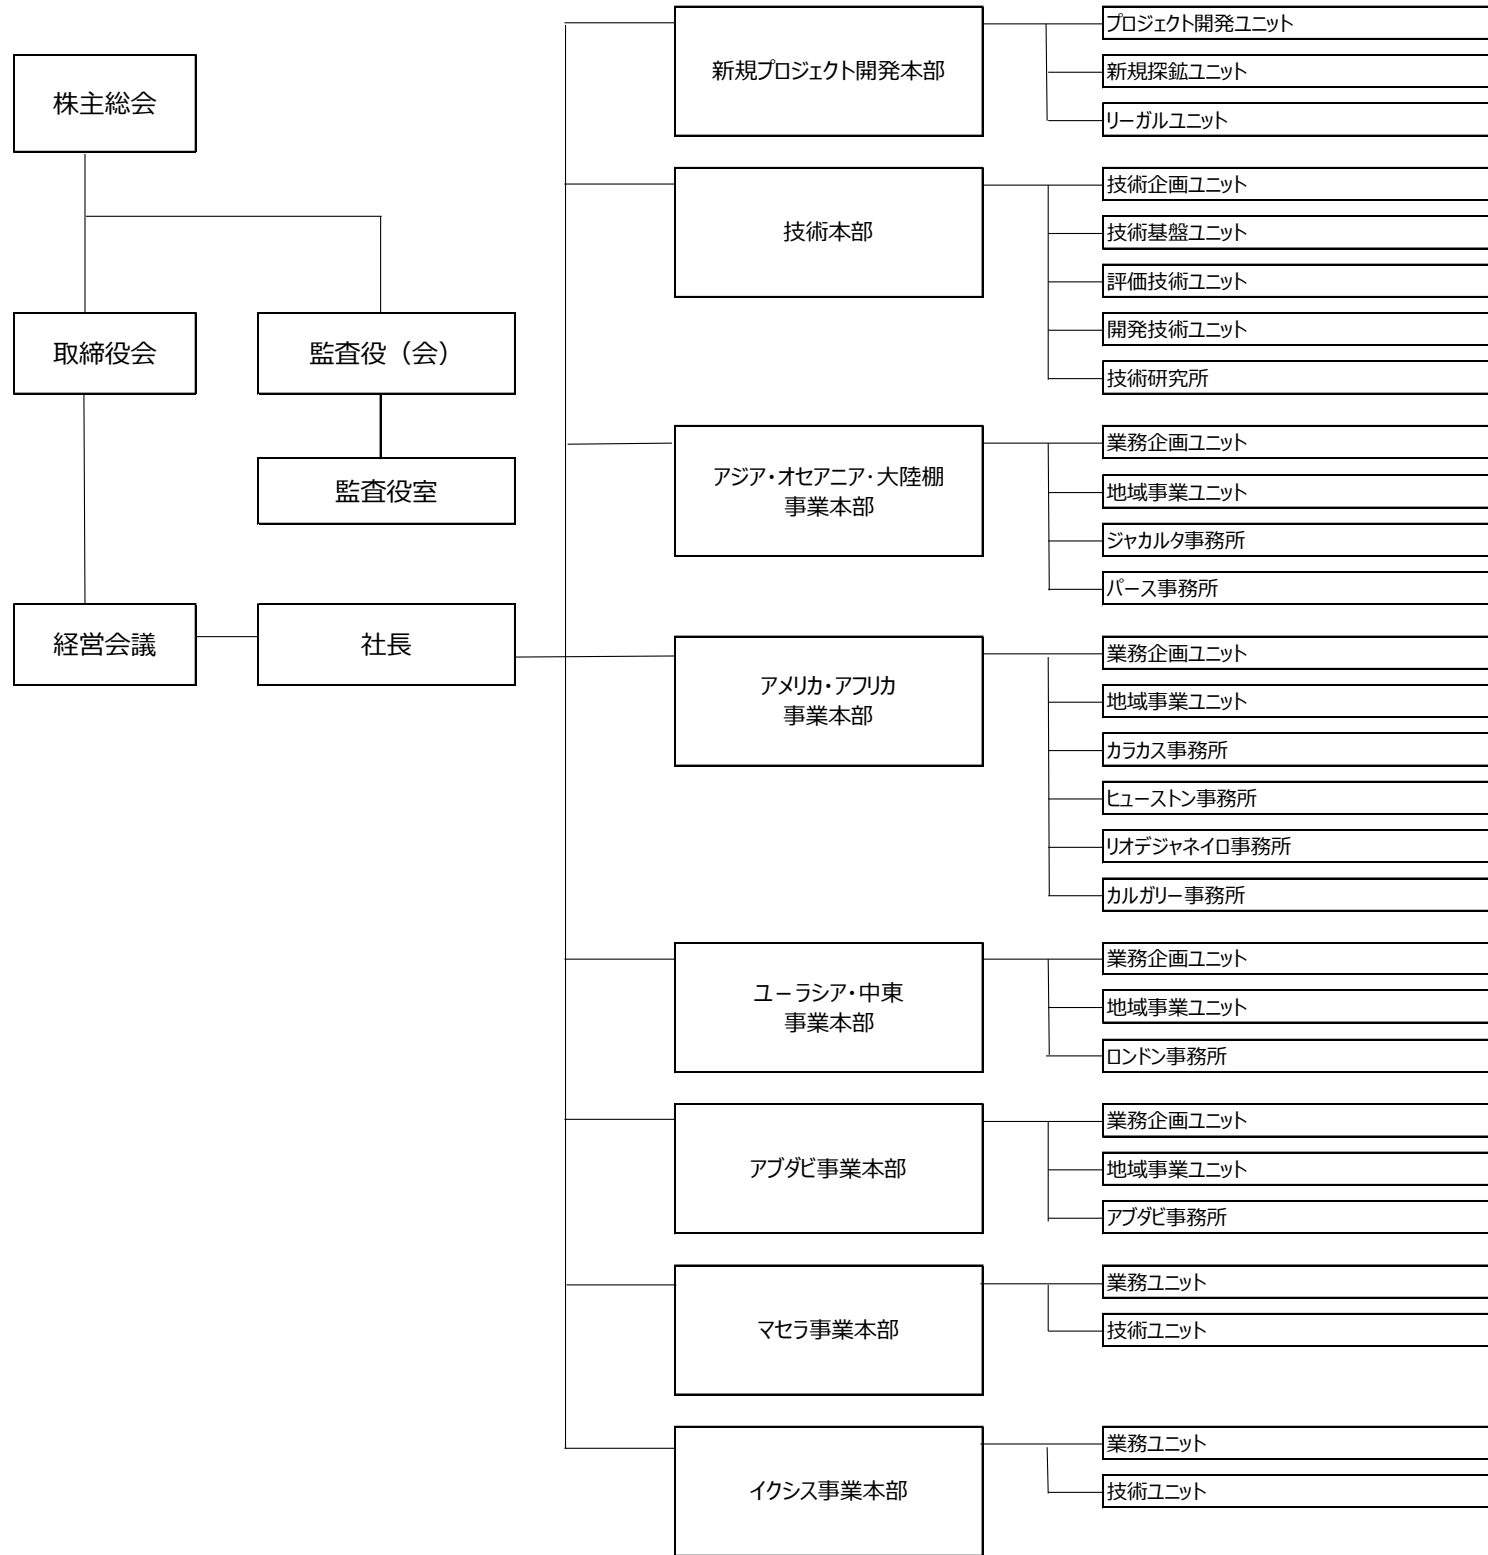 株主総会
取締役会
監査役（会）
監査役室
経営会議
社長
新規プロジェクト開発本部
プロジェクト開発ユニット
新規探鉱ユニット
リーガルユニット
技術本部
技術企画ユニット
技術基盤ユニット
評価技術ユニット
開発技術ユニット
技術研究所
アジア・オセアニア・大陸棚
事業本部
業務企画ユニット
地域事業ユニット
ジャカルタ事務所
パース事務所
アメリカ・アフリカ
事業本部
業務企画ユニット
地域事業ユニット
カラカス事務所
ヒューストン事務所
リオデジャネイロ事務所
カルガリー事務所
ユーラシア・中東
事業本部
業務企画ユニット
地域事業ユニット
ロンドン事務所
アブダビ事業本部
業務企画ユニット
地域事業ユニット
アブダビ事務所
マセラ事業本部
業務ユニット
技術ユニット
イクシス事業本部
業務ユニット
技術ユニット